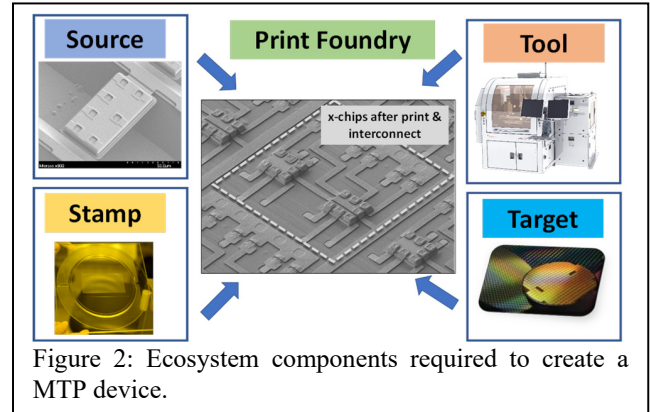 Source
Print Foundry
Tool
x-chips after print &
interconnect
Stamp
Target
Figure 2: Ecosystem components required to create a
MTP device.